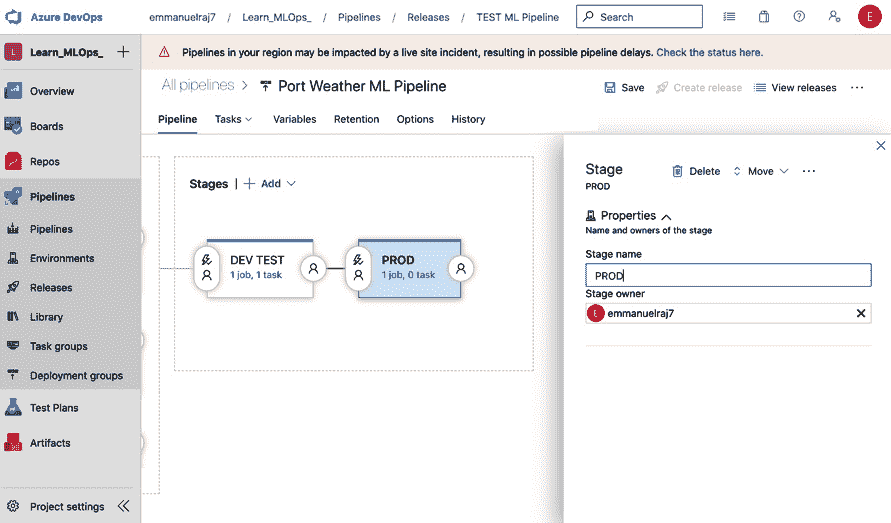 Azure DevOps emmanuelraj7 / Learn_MLOps_ / Pipelines / Releases / TEST ML Pipeline Search E
L Learn_MLOps_ +
Pipelines in your region may be impacted by a live site incident, resulting in possible pipeline delays. Check the status here.
Overview
Boards
Repos
Pipelines
Pipelines
Environments
Releases
Library
Task groups
Deployment groups
Test Plans
Artifacts
Project settings
All pipelines > Port Weather ML Pipeline
Save Create release View releases ...
Pipeline Tasks Variables Retention Options History
Stages | + Add
DEV TEST
1 job, 1 task
PROD
1 job, 0 task
Stage
PROD
Delete Move ...
Properties
Name and owners of the stage
Stage name
PROD
Stage owner
E emmanuelraj7